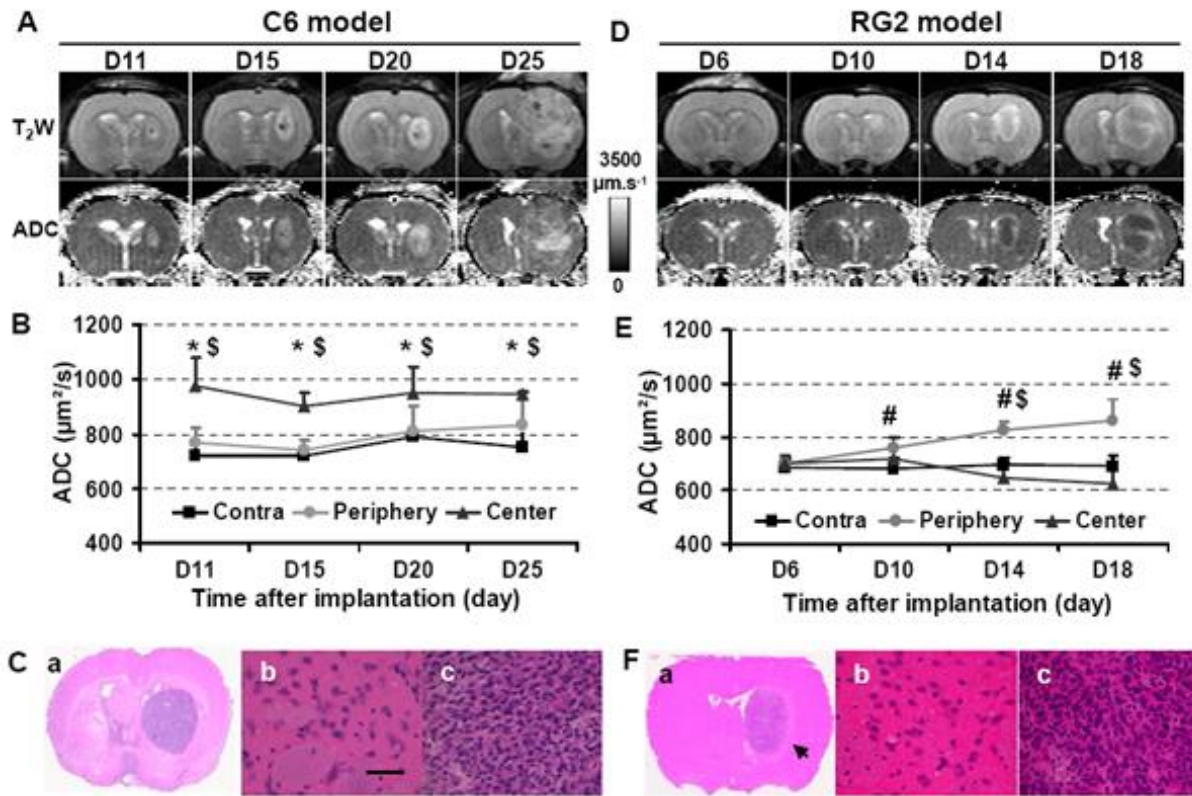 A
C6 model
D11 D15 D20 D25
T₂W
ADC
3500
μm.s⁻¹
0
B
1200
1000
800
600
400
ADC (μm²/s)
* $ * $ * $ * $
Contra Periphery Center
D11 D15 D20 D25
Time after implantation (day)
C a b c
D
RG2 model
D6 D10 D14 D18
E
1200
1000
800
600
400
ADC (μm²/s)
# #$ #$
Contra Periphery Center
D6 D10 D14 D18
Time after implantation (day)
F a b c